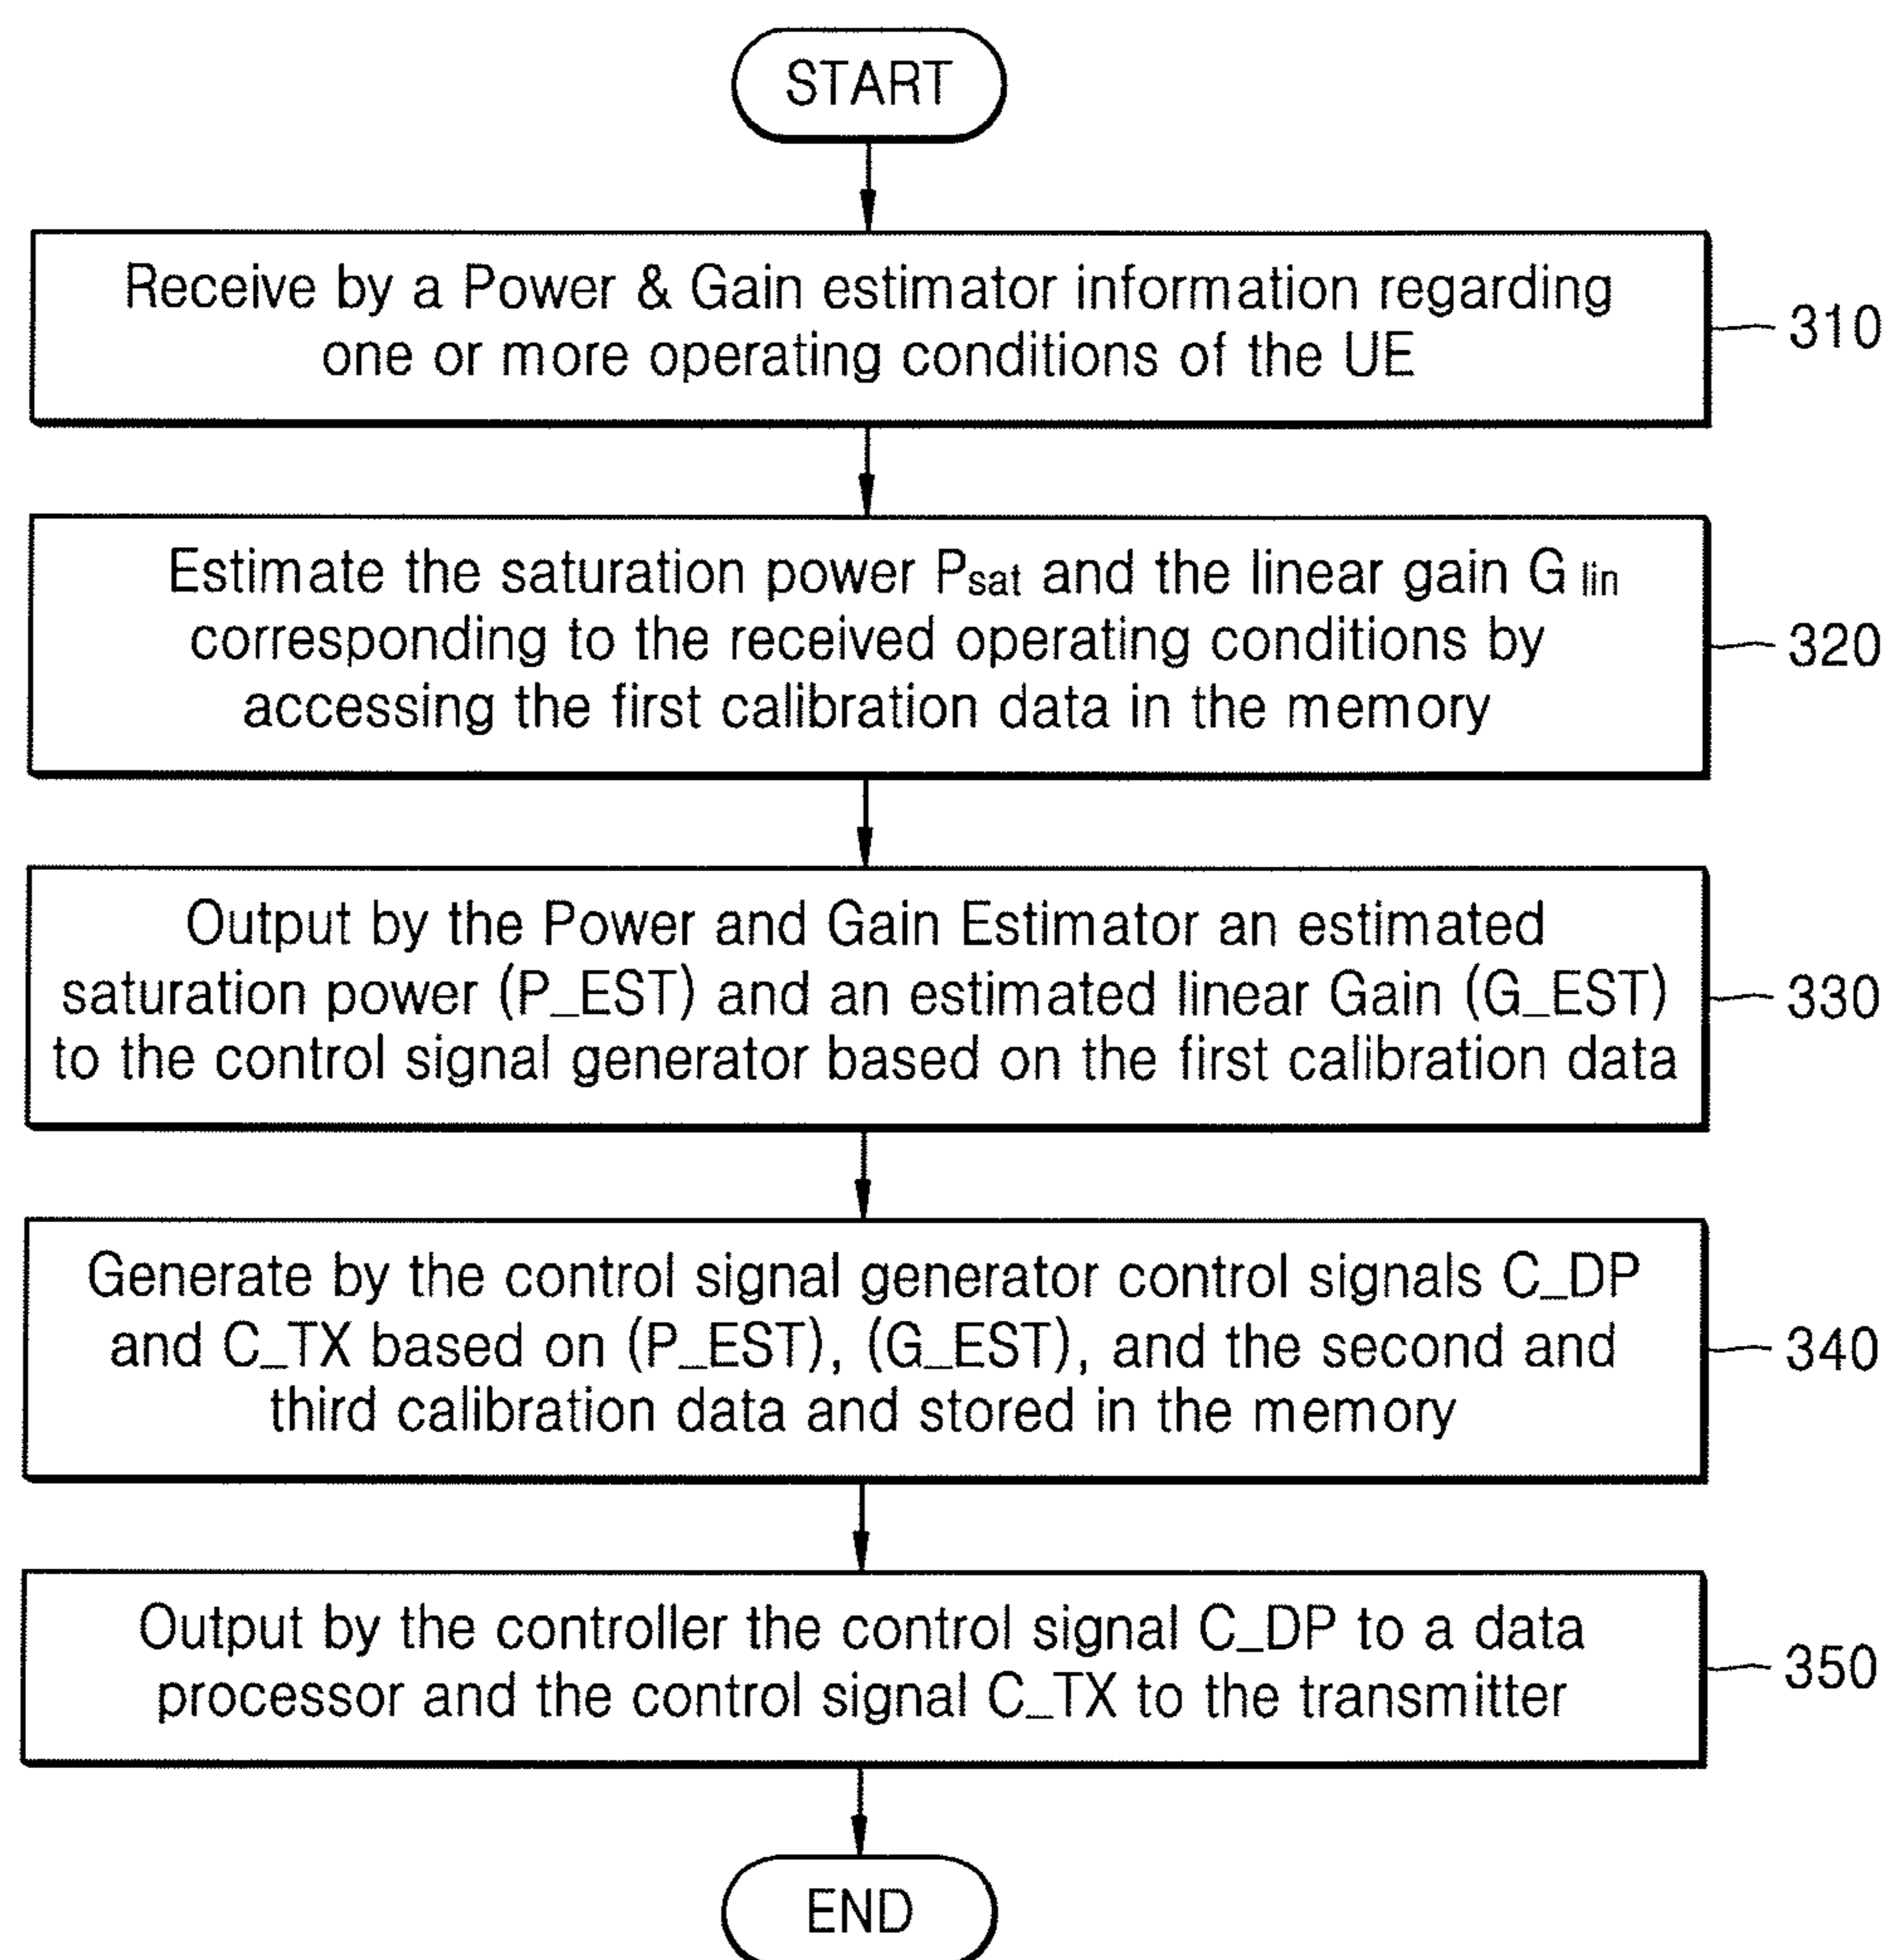 START
Receive by a Power & Gain estimator information regarding
one or more operating conditions of the UE
310
Estimate the saturation power Psat and the linear gain G lin
corresponding to the received operating conditions by
accessing the first calibration data in the memory
320
Output by the Power and Gain Estimator an estimated
saturation power (P_EST) and an estimated linear Gain (G_EST)
to the control signal generator based on the first calibration data
330
Generate by the control signal generator control signals C_DP
and C_TX based on (P_EST), (G_EST), and the second and
third calibration data and stored in the memory
340
Output by the controller the control signal C_DP to a data
processor and the control signal C_TX to the transmitter
350
END